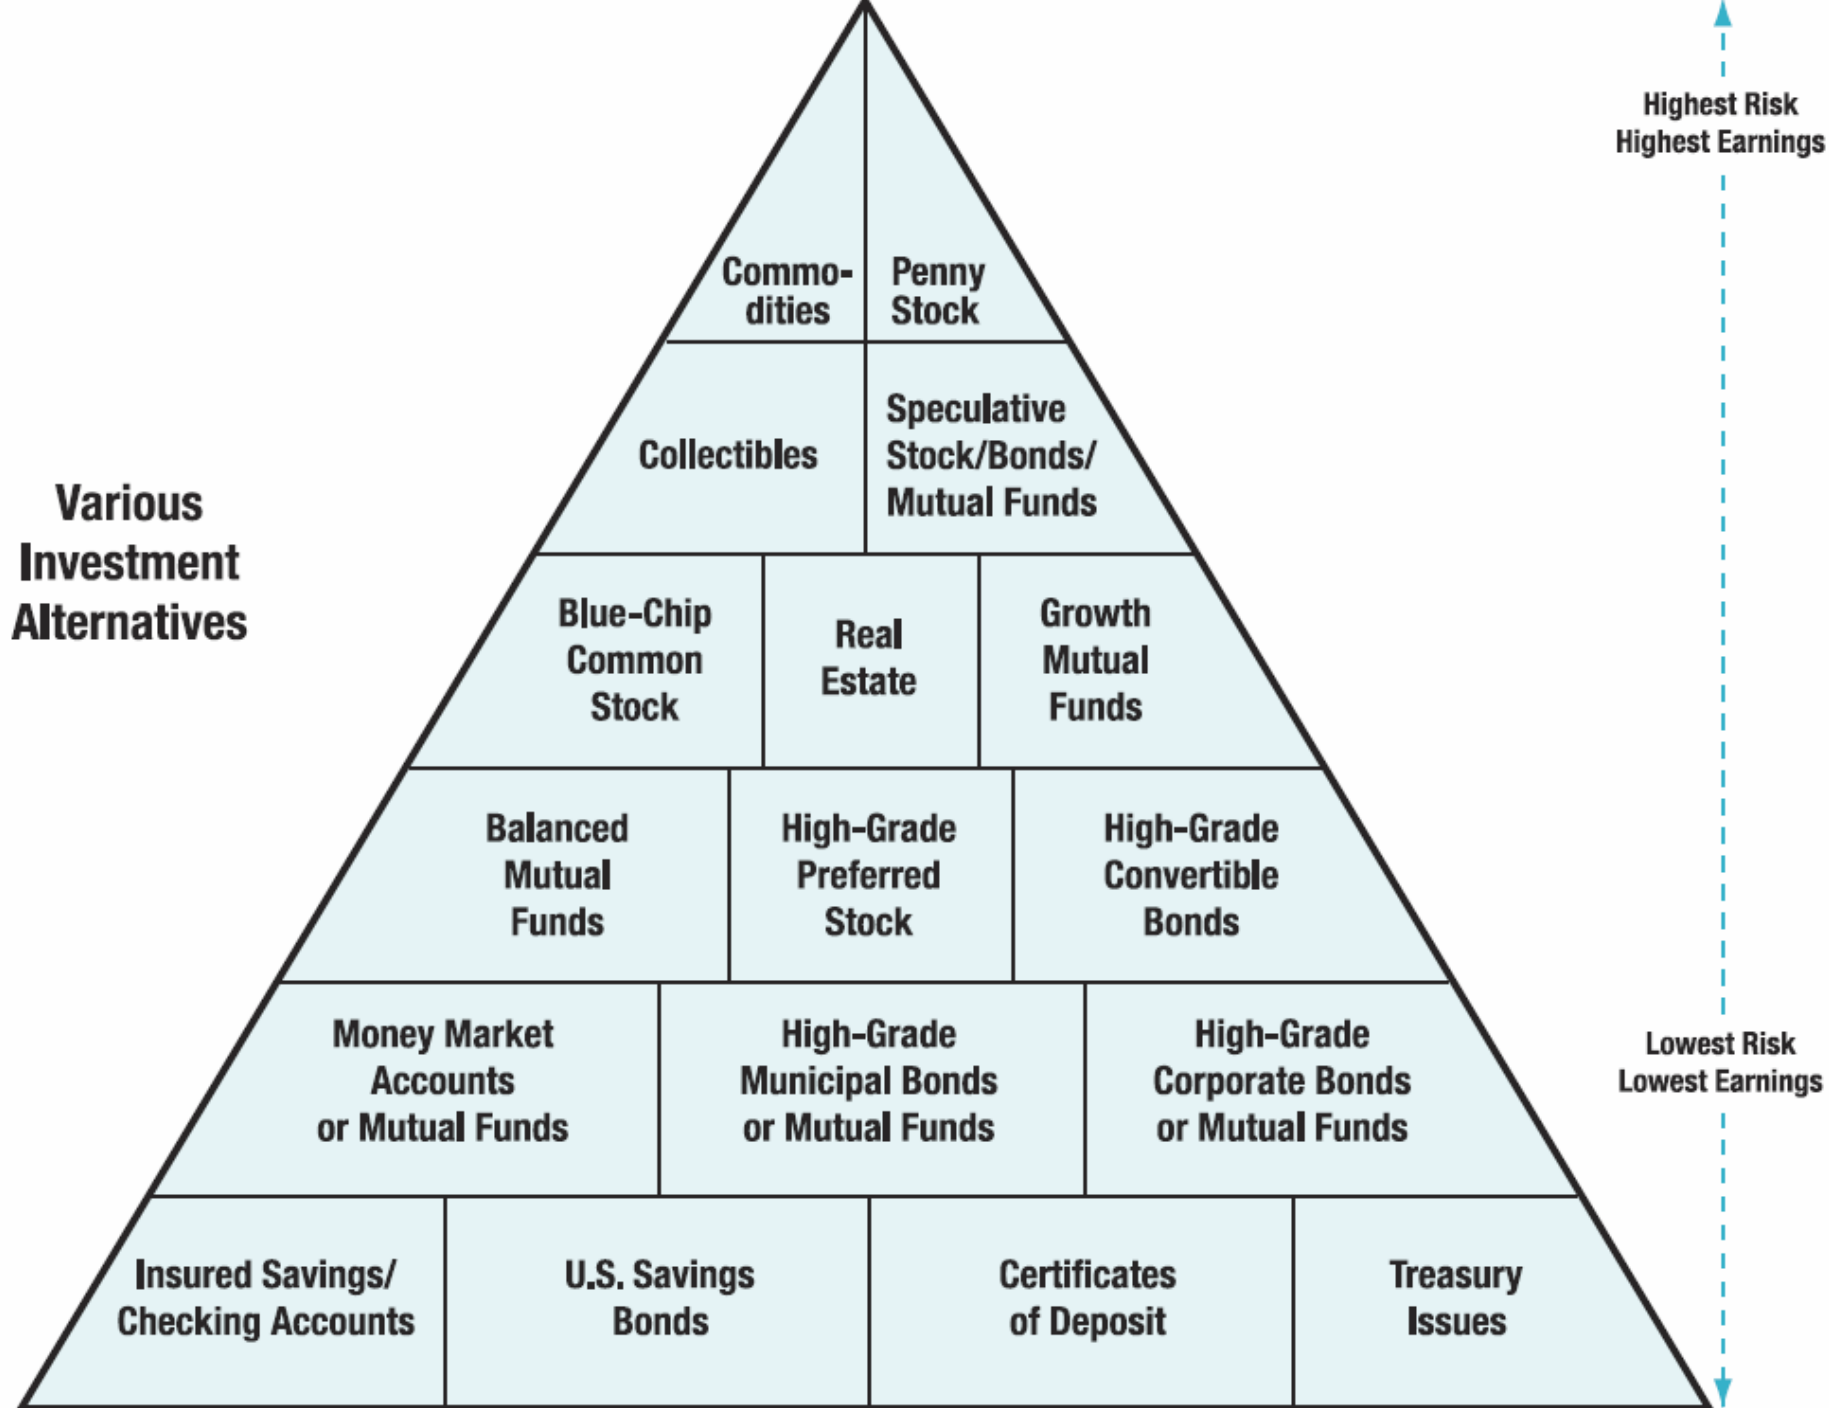 Highest Risk
Highest Earnings
Commo-
dities
Penny
Stock
Collectibles
Speculative
Stock/Bonds/
Mutual Funds
Various
Investment
Alternatives
Blue-Chip
Common
Stock
Real
Estate
Growth
Mutual
Funds
Balanced
Mutual
Funds
High-Grade
Preferred
Stock
High-Grade
Convertible
Bonds
Money Market
Accounts
or Mutual Funds
High-Grade
Municipal Bonds
or Mutual Funds
High-Grade
Corporate Bonds
or Mutual Funds
Lowest Risk
Lowest Earnings
Insured Savings/
Checking Accounts
U.S. Savings
Bonds
Certificates
of Deposit
Treasury
Issues